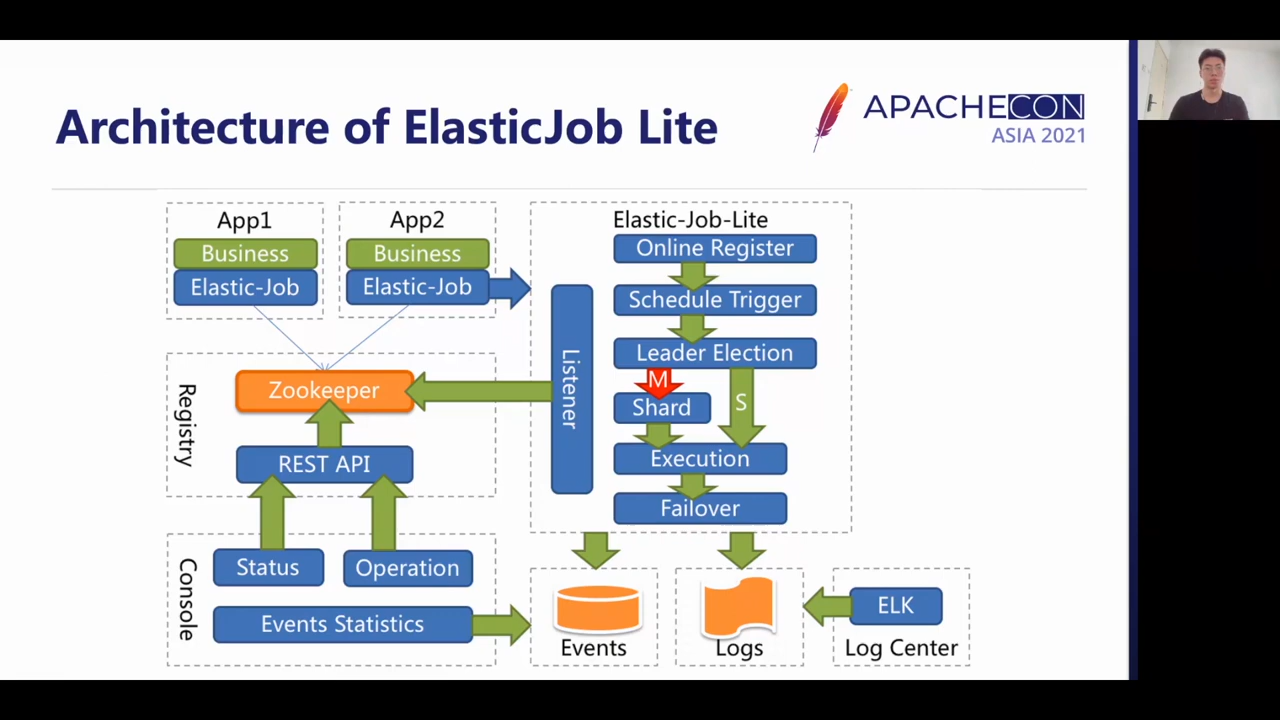 Architecture of ElasticJob Lite
APACHECON
ASIA 2021
App1
Business
Elastic-Job
App2
Business
Elastic-Job
Registry
Zookeeper
REST API
Console
Status
Operation
Events Statistics
Elastic-Job-Lite
Listener
Online Register
Schedule Trigger
Leader Election
M
S
Shard
Execution
Failover
Events
Logs
ELK
Log Center